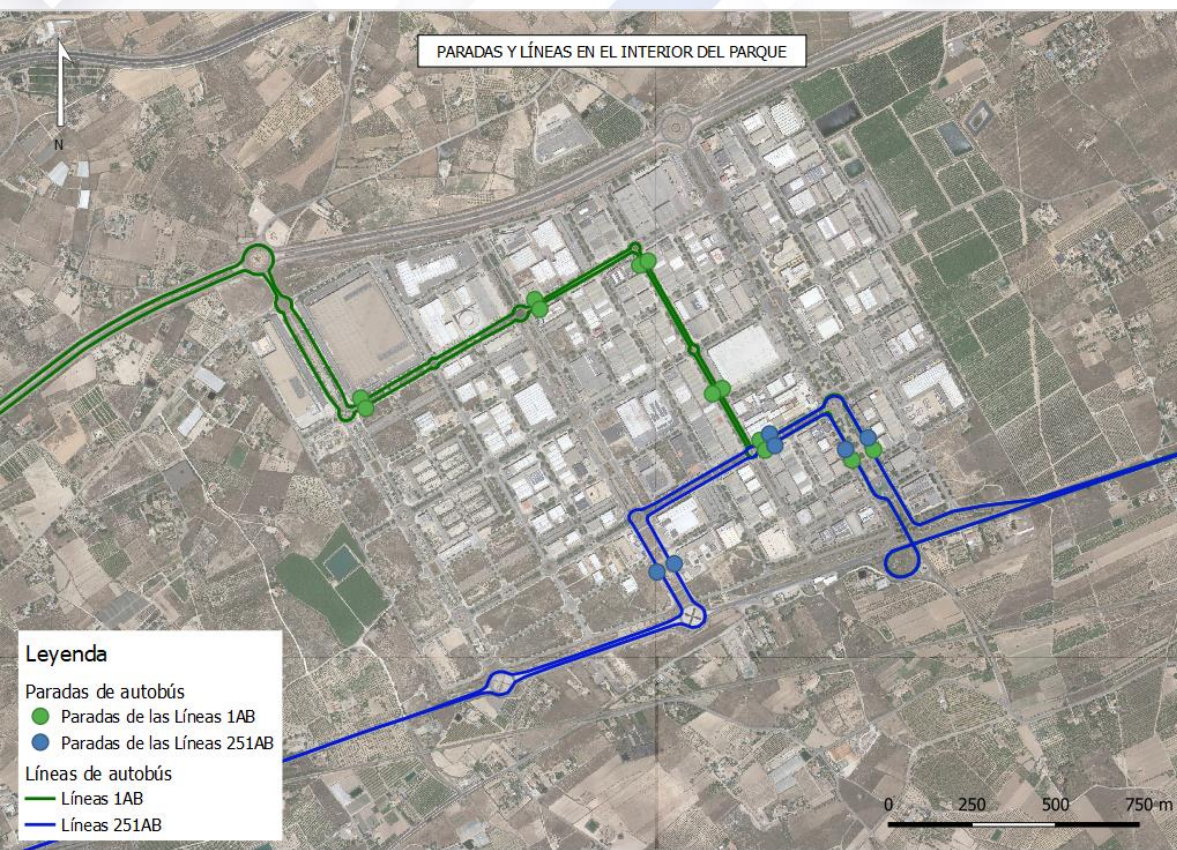 PARADAS Y LÍNEAS EN EL INTERIOR DEL PARQUE
N
Leyenda
Paradas de autobús
Paradas de las Líneas 1AB
Paradas de las Líneas 251AB
Líneas de autobús
Líneas 1AB
Líneas 251AB
0 250 500 750 m